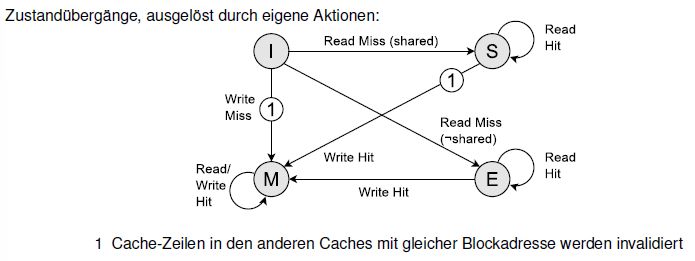 Zustandübergänge, ausgelöst durch eigene Aktionen:
I
Read Miss (shared)
S
Read
Hit
1
Write
Miss
1
Read Miss
(¬shared)
Write Hit
Read/
Write
Hit
M
Write Hit
E
Read
Hit
1 Cache-Zeilen in den anderen Caches mit gleicher Blockadresse werden invalidiert